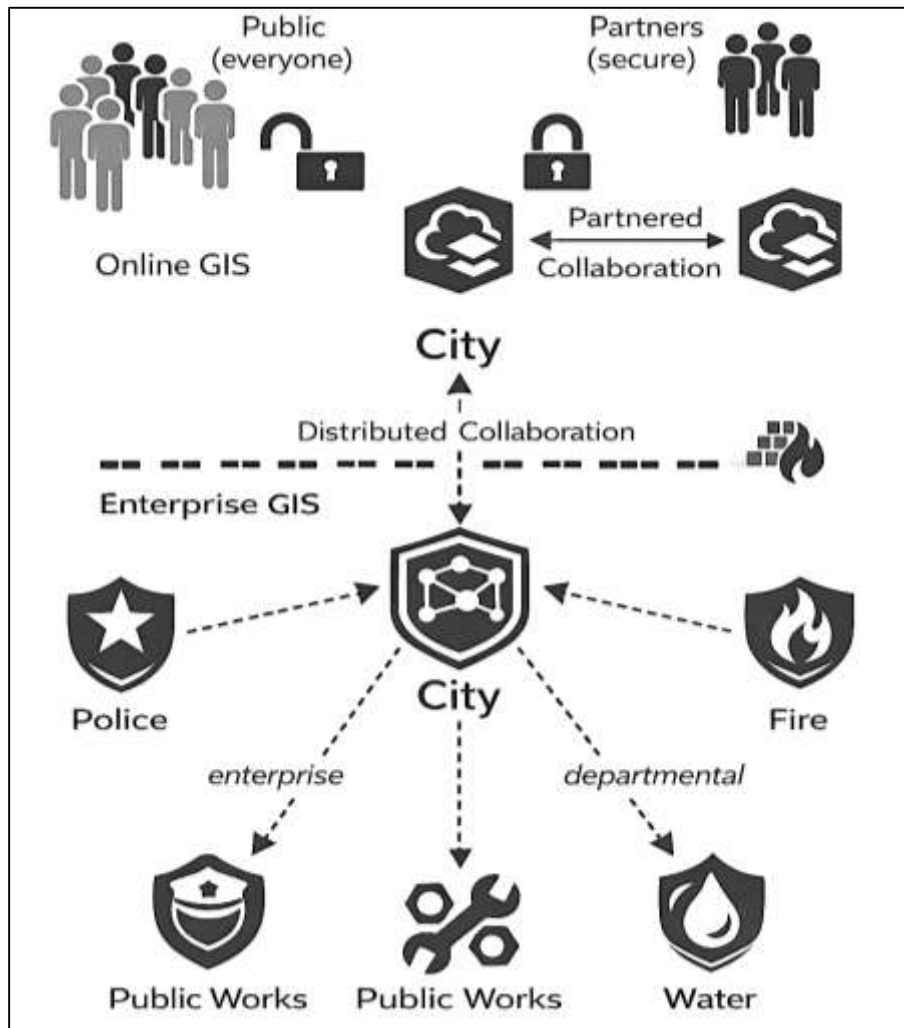 Public
(everyone)
Partners
(secure)
Partnered
Collaboration
Online GIS
City
Distributed Collaboration
Enterprise GIS
City
Police
Fire
enterprise
departmental
Public Works
Public Works
Water